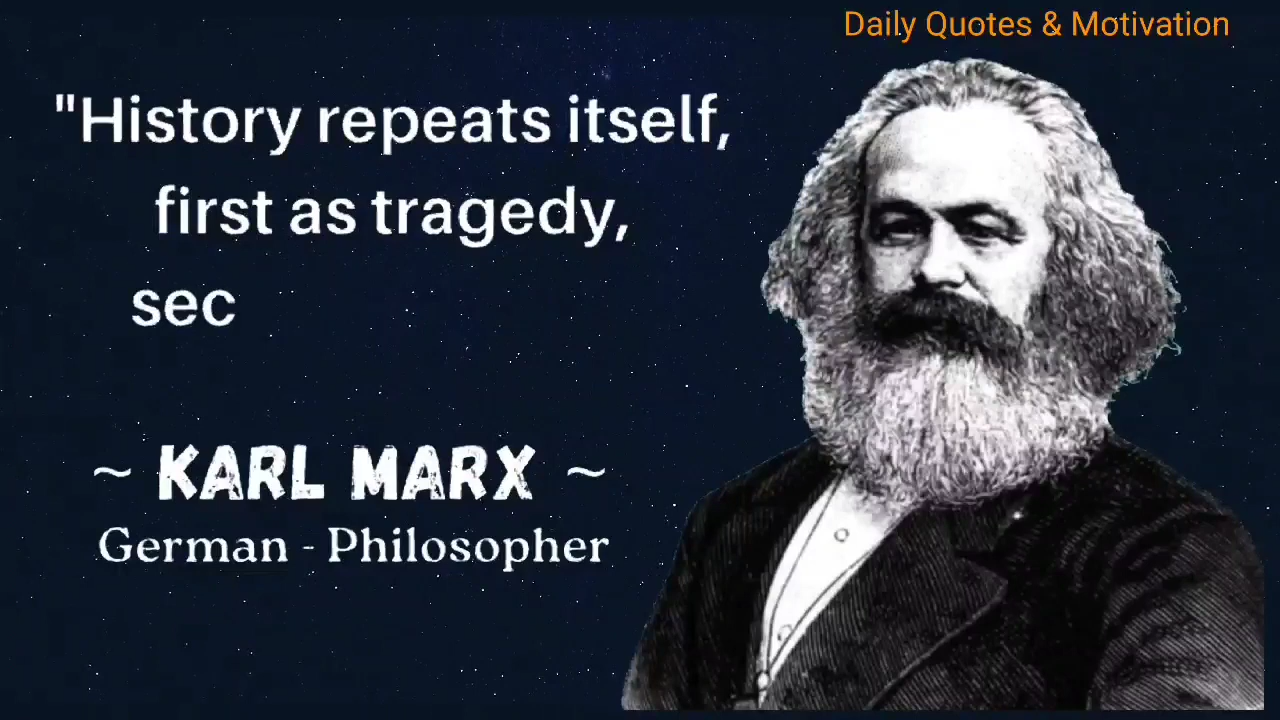 Daily Quotes & Motivation
"History repeats itself,
first as tragedy,
sec
~ KARL MARX ~
German - Philosopher